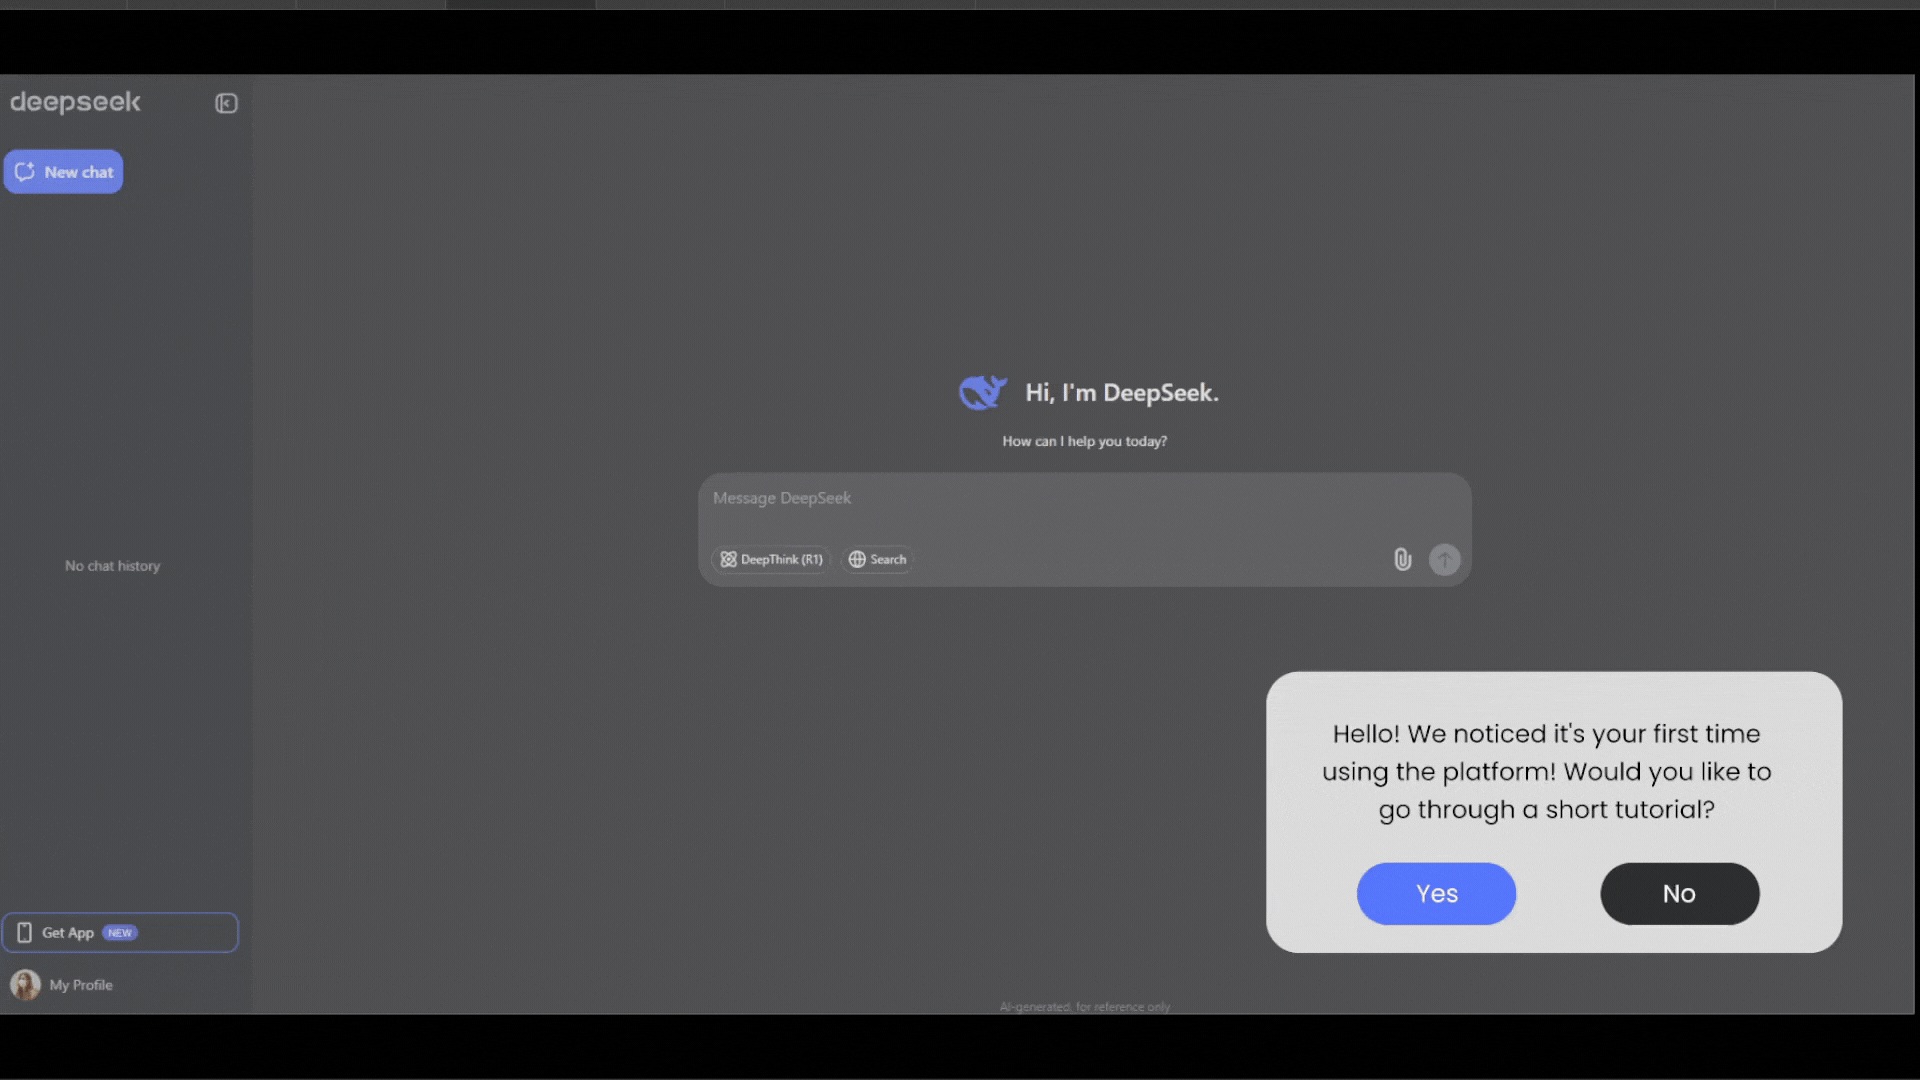 deepseek
New chat
No chat history
Get App NEW
My Profile
Hi, I'm DeepSeek.
How can I help you today?
Message DeepSeek
DeepThink (R1) Search
Hello! We noticed it's your first time
using the platform! Would you like to
go through a short tutorial?
Yes No
AI-generated, for reference only